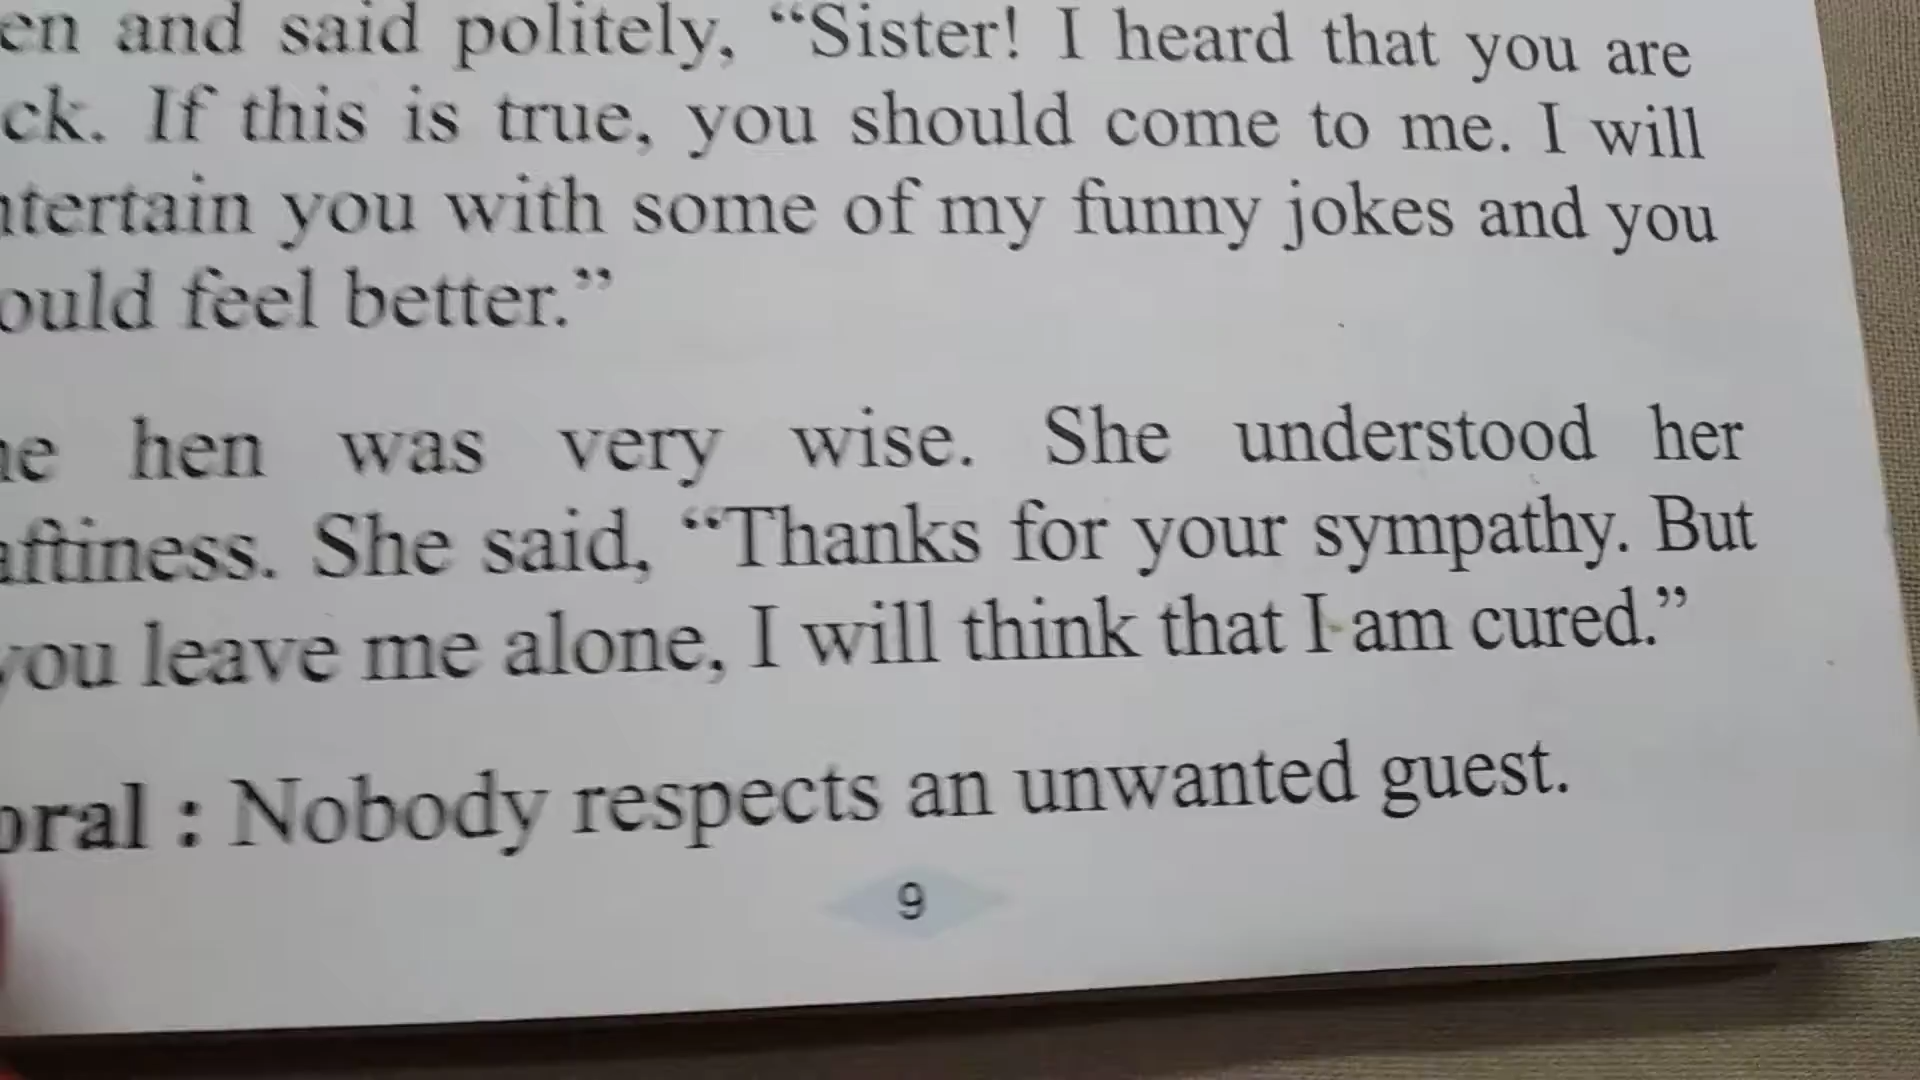 en and said politely, “Sister! I heard that you are
ck. If this is true, you should come to me. I will
ntertain you with some of my funny jokes and you
ould feel better.”
he hen was very wise. She understood her
aftiness. She said, “Thanks for your sympathy. But
you leave me alone, I will think that I am cured.”
oral : Nobody respects an unwanted guest.
9